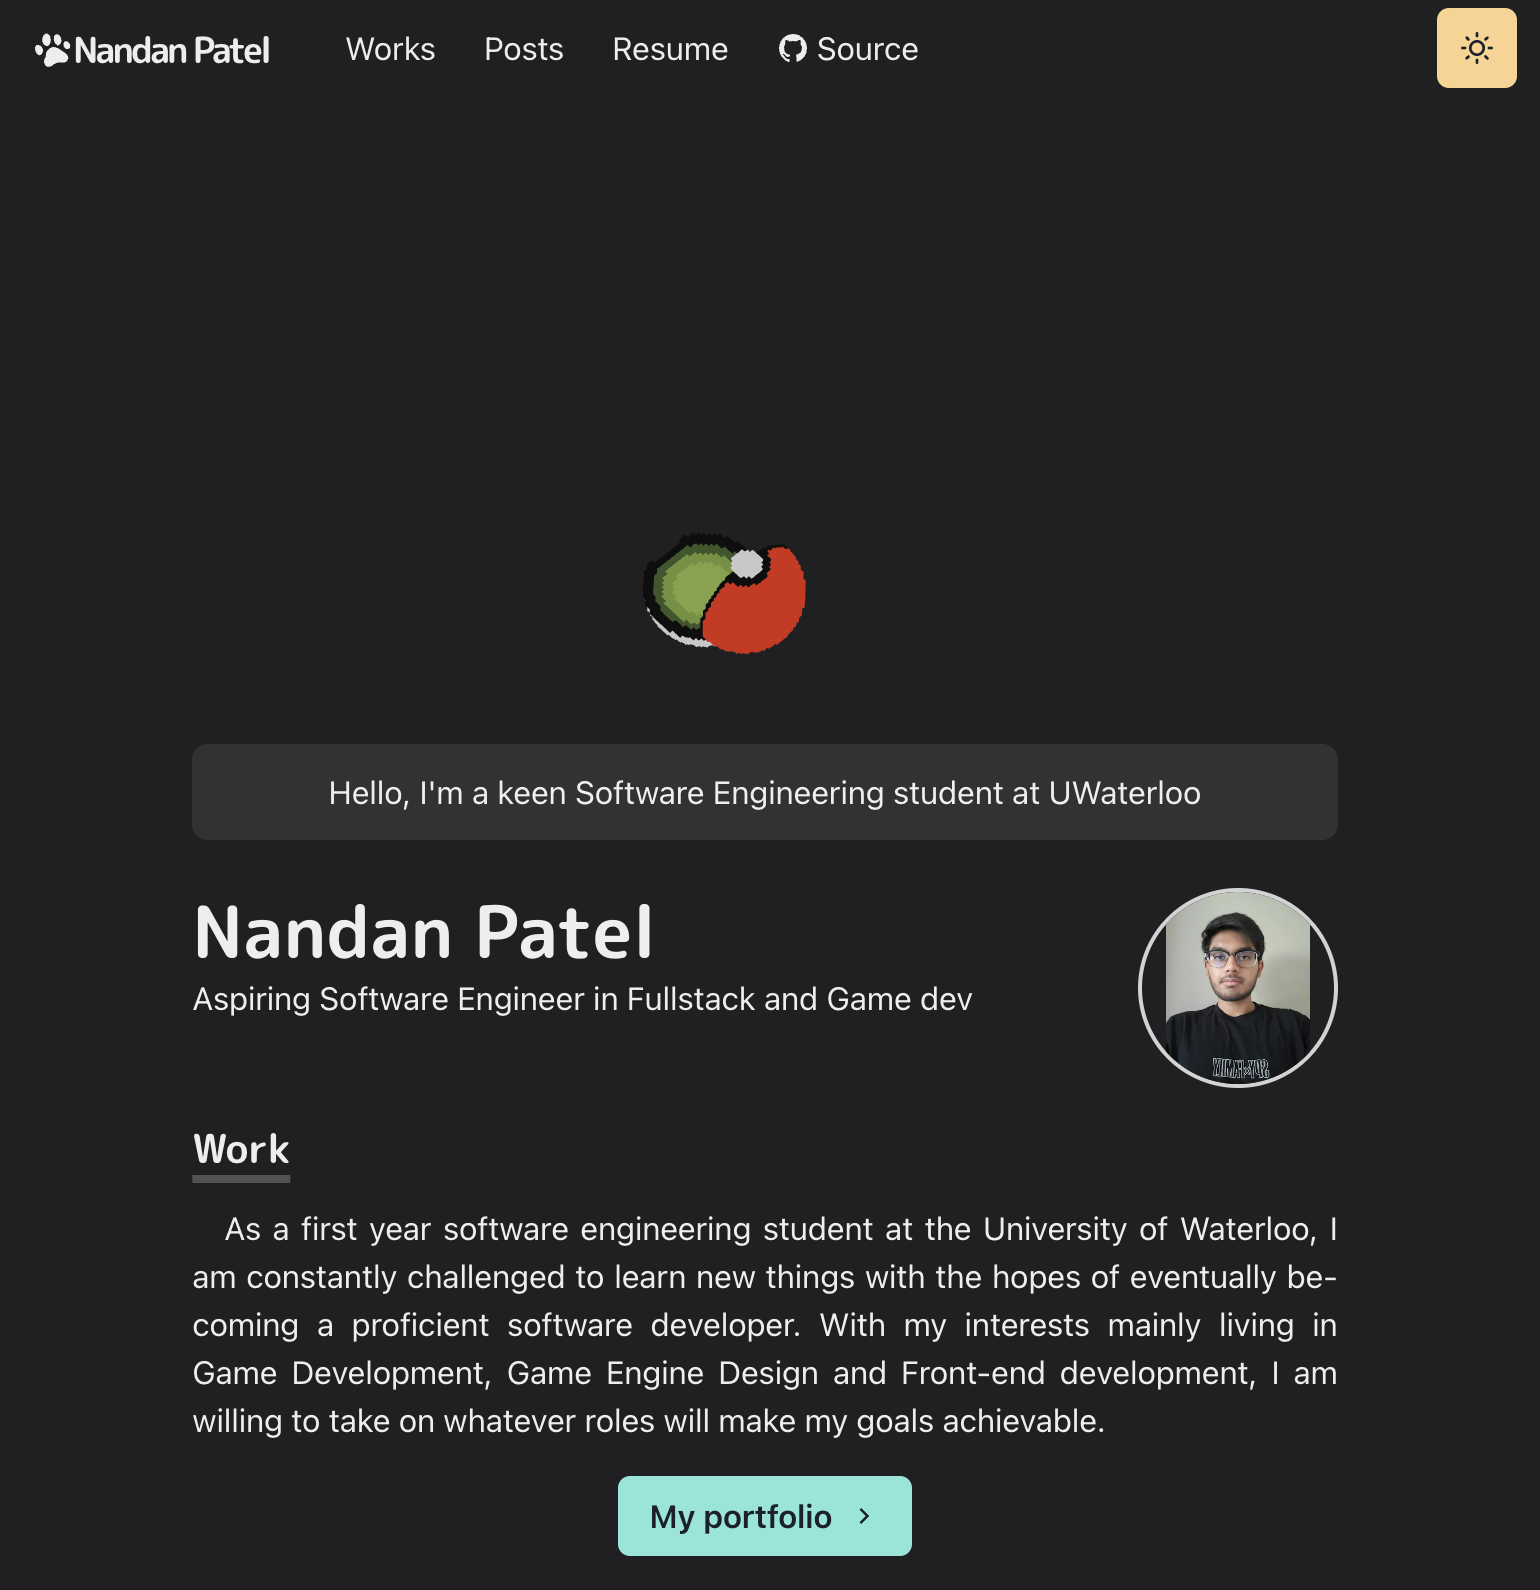 Nandan Patel Works Posts Resume Source
Hello, I'm a keen Software Engineering student at UWaterloo
Nandan Patel
Aspiring Software Engineer in Fullstack and Game dev
Work
As a first year software engineering student at the University of Waterloo, I
am constantly challenged to learn new things with the hopes of eventually be-
coming a proficient software developer. With my interests mainly living in
Game Development, Game Engine Design and Front-end development, I am
willing to take on whatever roles will make my goals achievable.
My portfolio